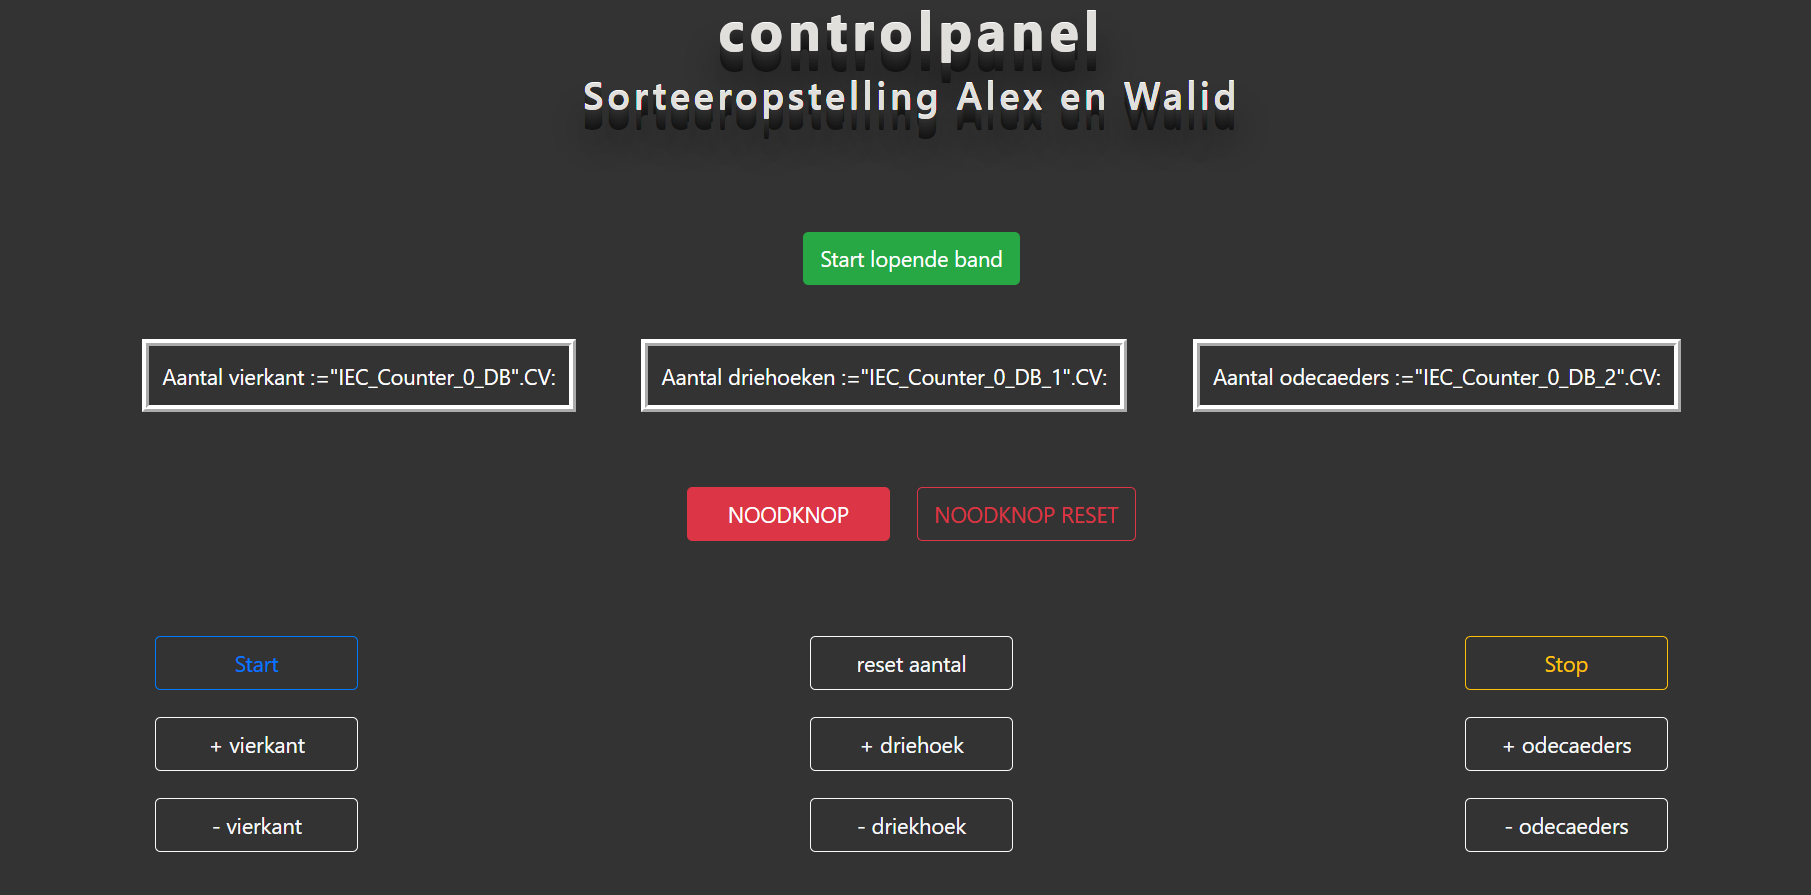 controlpanel
Sorteeropstelling Alex en Walid
Start lopende band
Aantal vierkant :="IEC_Counter_0_DB".CV:
Aantal driehoeken :="IEC_Counter_0_DB_1".CV:
Aantal odecaeders :="IEC_Counter_0_DB_2".CV:
NOODKNOP
NOODKNOP RESET
Start
reset aantal
Stop
+ vierkant
+ driehoek
+ odecaeders
- vierkant
- driekhoek
- odecaeders